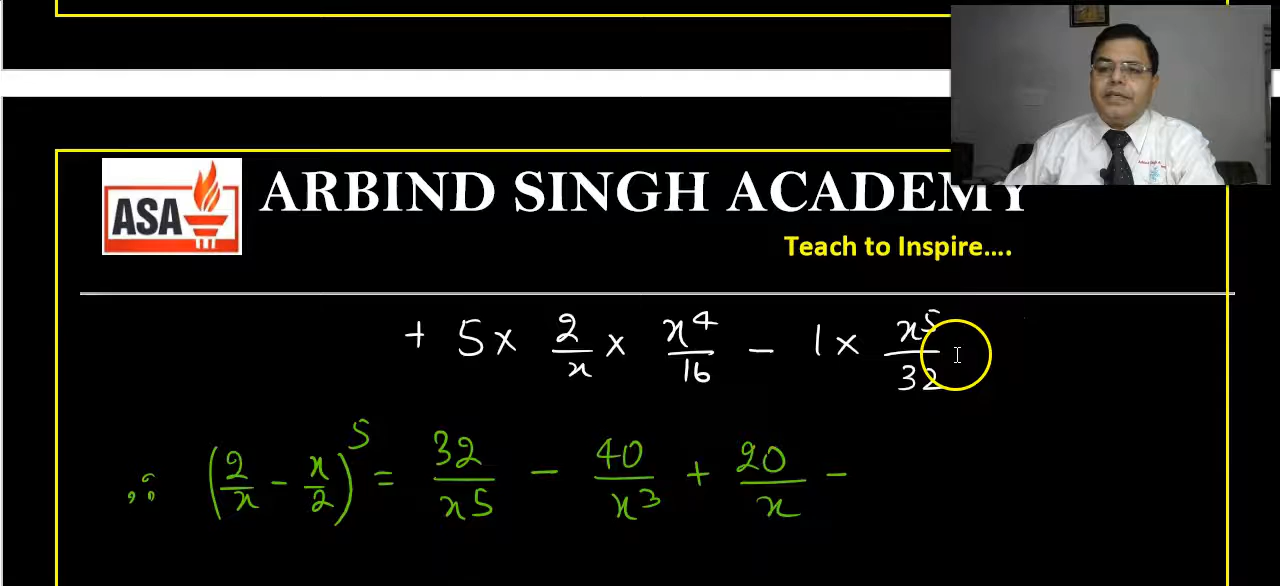 ASA
ARBIND SINGH ACADEMY
Teach to Inspire....
+ 5 × 2/x × x⁴/16 − 1 × x⁵/32
∴ (2/x − x/2)⁵ = 32/x⁵ − 40/x³ + 20/x −